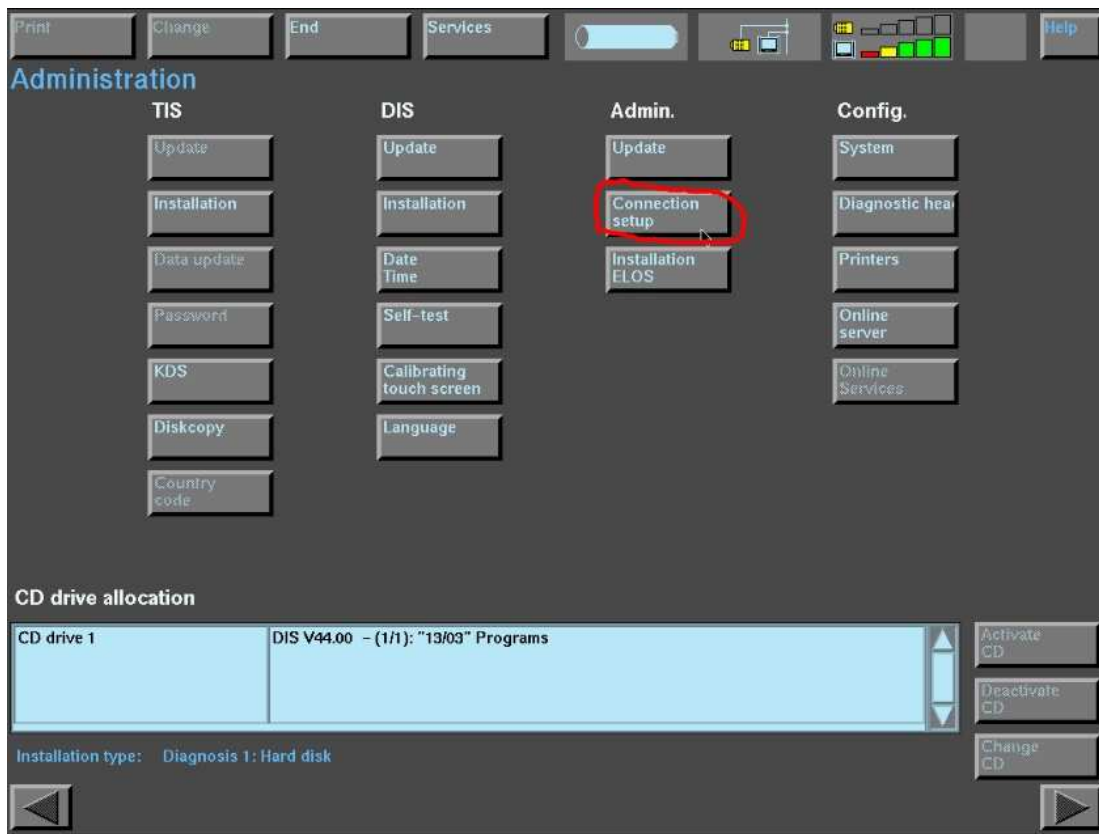 Print Change End Services Help
Administration
TIS DIS Admin. Config.
Update Update Update System
Installation Installation Connection setup Diagnostic hea
Data update Date Time Installation ELOS Printers
Password Self-test Online server
KDS Calibrating touch screen Online Services
Diskcopy Language
Country code
CD drive allocation
CD drive 1 DIS V44.00 - (1/1): "13/03" Programs
Activate CD
Deactivate CD
Installation type: Diagnosis 1: Hard disk
Change CD